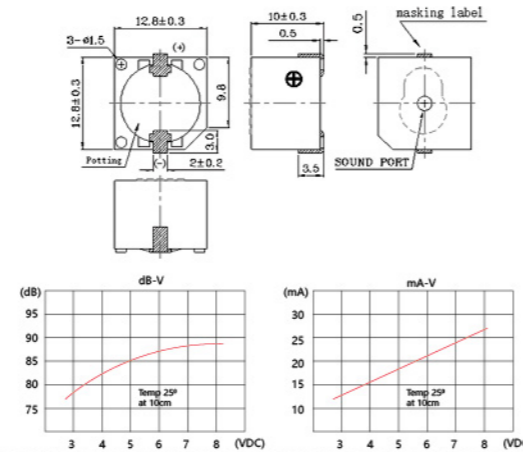 12.8±0.3
3-ø1.5
(+)
12.8±0.3
9.8
3.0
Potting
(-)
2±0.2
10±0.3
0.5
3.5
masking label
0.5
SOUND PORT
dB-V
(dB)
95
90
85
80
75
Temp 25º
at 10cm
3 4 5 6 7 8 (VDC)
mA-V
(mA)
30
25
20
15
10
Temp 25º
at 10cm
3 4 5 6 7 8 (VDC